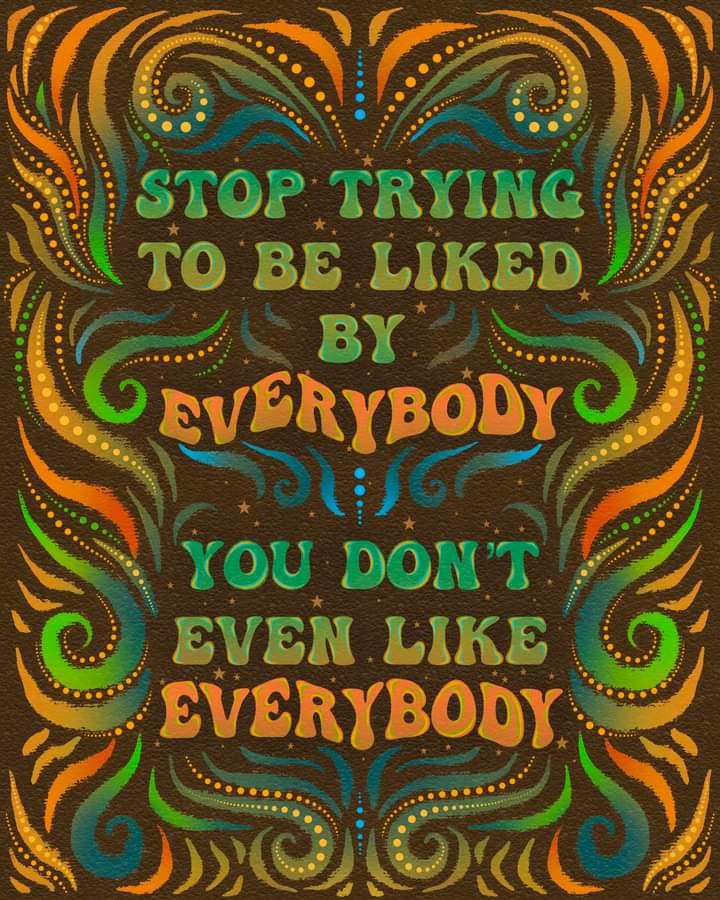 STOP TRYING
TO BE LIKED
BY
EVERYBODY
YOU DON'T
EVEN LIKE
EVERYBODY